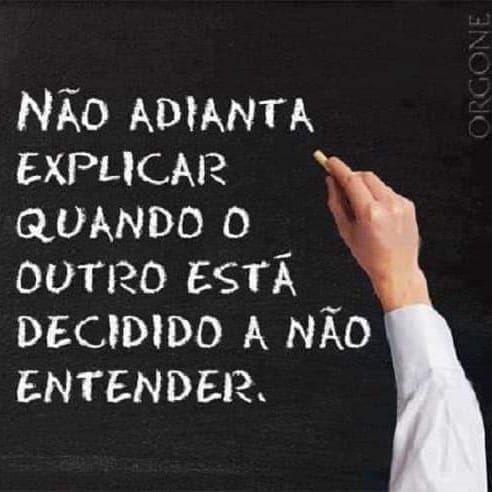 NÃO ADIANTA
EXPLICAR
QUANDO O
OUTRO ESTÁ
DECIDIDO A NÃO
ENTENDER.
ORGONE